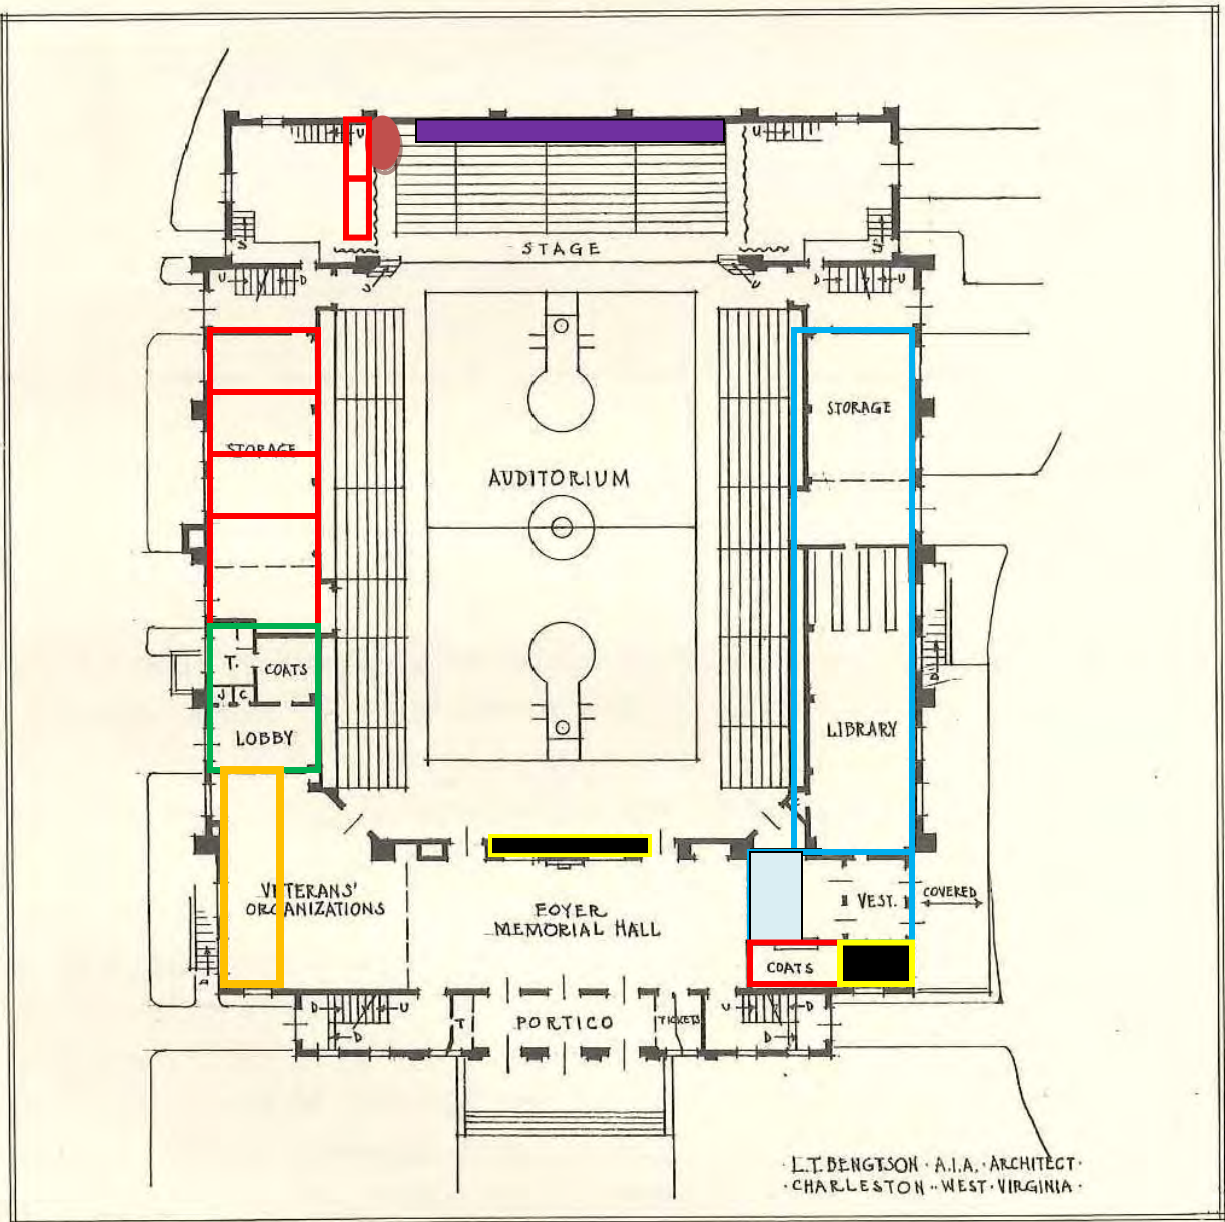 U
U
S
S
STAGE
U
D
U
U
D
U
STORAGE
STORAGE
AUDITORIUM
T.
COATS
J
C
LOBBY
LIBRARY
D
VETERANS'
ORGANIZATIONS
FOYER
MEMORIAL HALL
VEST.
COVERED
COATS
D
U
D
T
PORTICO
TICKETS
U
D
D
L.T. BENGTSON · A.I.A. · ARCHITECT ·
· CHARLESTON · WEST · VIRGINIA ·